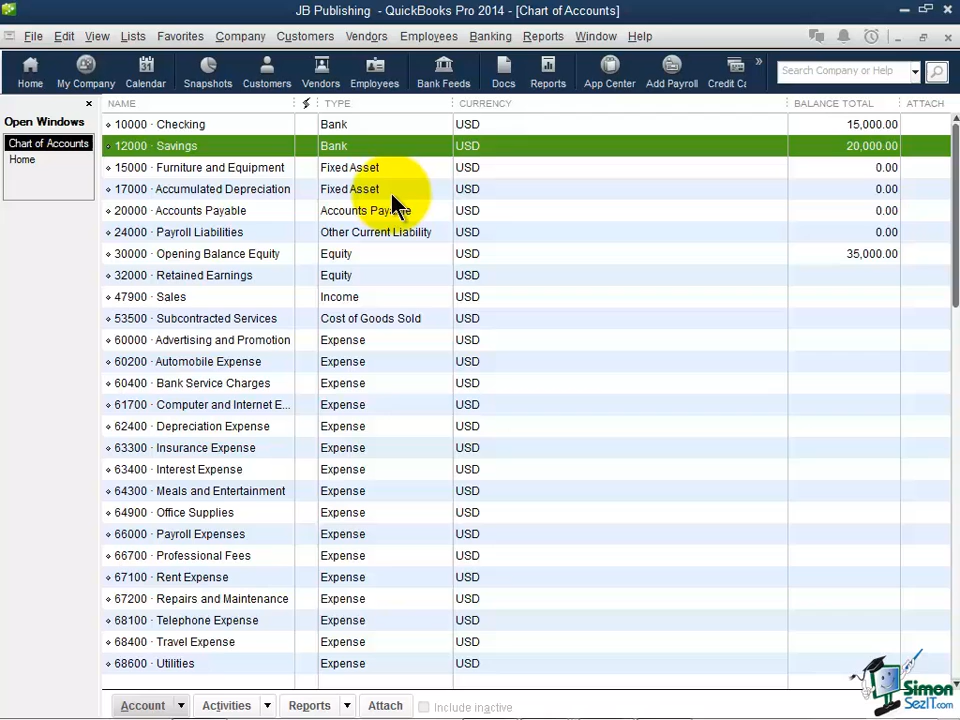 JB Publishing - QuickBooks Pro 2014 - [Chart of Accounts]
File Edit View Lists Favorites Company Customers Vendors Employees Banking Reports Window Help
Home My Company Calendar Snapshots Customers Vendors Employees Bank Feeds Docs Reports App Center Add Payroll Credit Ca » Search Company or Help
Open Windows
Chart of Accounts
Home
NAME TYPE CURRENCY BALANCE TOTAL ATTACH
10000 · Checking Bank USD 15,000.00
12000 · Savings Bank USD 20,000.00
15000 · Furniture and Equipment Fixed Asset USD 0.00
17000 · Accumulated Depreciation Fixed Asset USD 0.00
20000 · Accounts Payable Accounts Payable USD 0.00
24000 · Payroll Liabilities Other Current Liability USD 0.00
30000 · Opening Balance Equity Equity USD 35,000.00
32000 · Retained Earnings Equity USD
47900 · Sales Income USD
53500 · Subcontracted Services Cost of Goods Sold USD
60000 · Advertising and Promotion Expense USD
60200 · Automobile Expense Expense USD
60400 · Bank Service Charges Expense USD
61700 · Computer and Internet E... Expense USD
62400 · Depreciation Expense Expense USD
63300 · Insurance Expense Expense USD
63400 · Interest Expense Expense USD
64300 · Meals and Entertainment Expense USD
64900 · Office Supplies Expense USD
66000 · Payroll Expenses Expense USD
66700 · Professional Fees Expense USD
67100 · Rent Expense Expense USD
67200 · Repairs and Maintenance Expense USD
68100 · Telephone Expense Expense USD
68400 · Travel Expense Expense USD
68600 · Utilities Expense USD
Account Activities Reports Attach Include inactive
Simon
SezIT.com